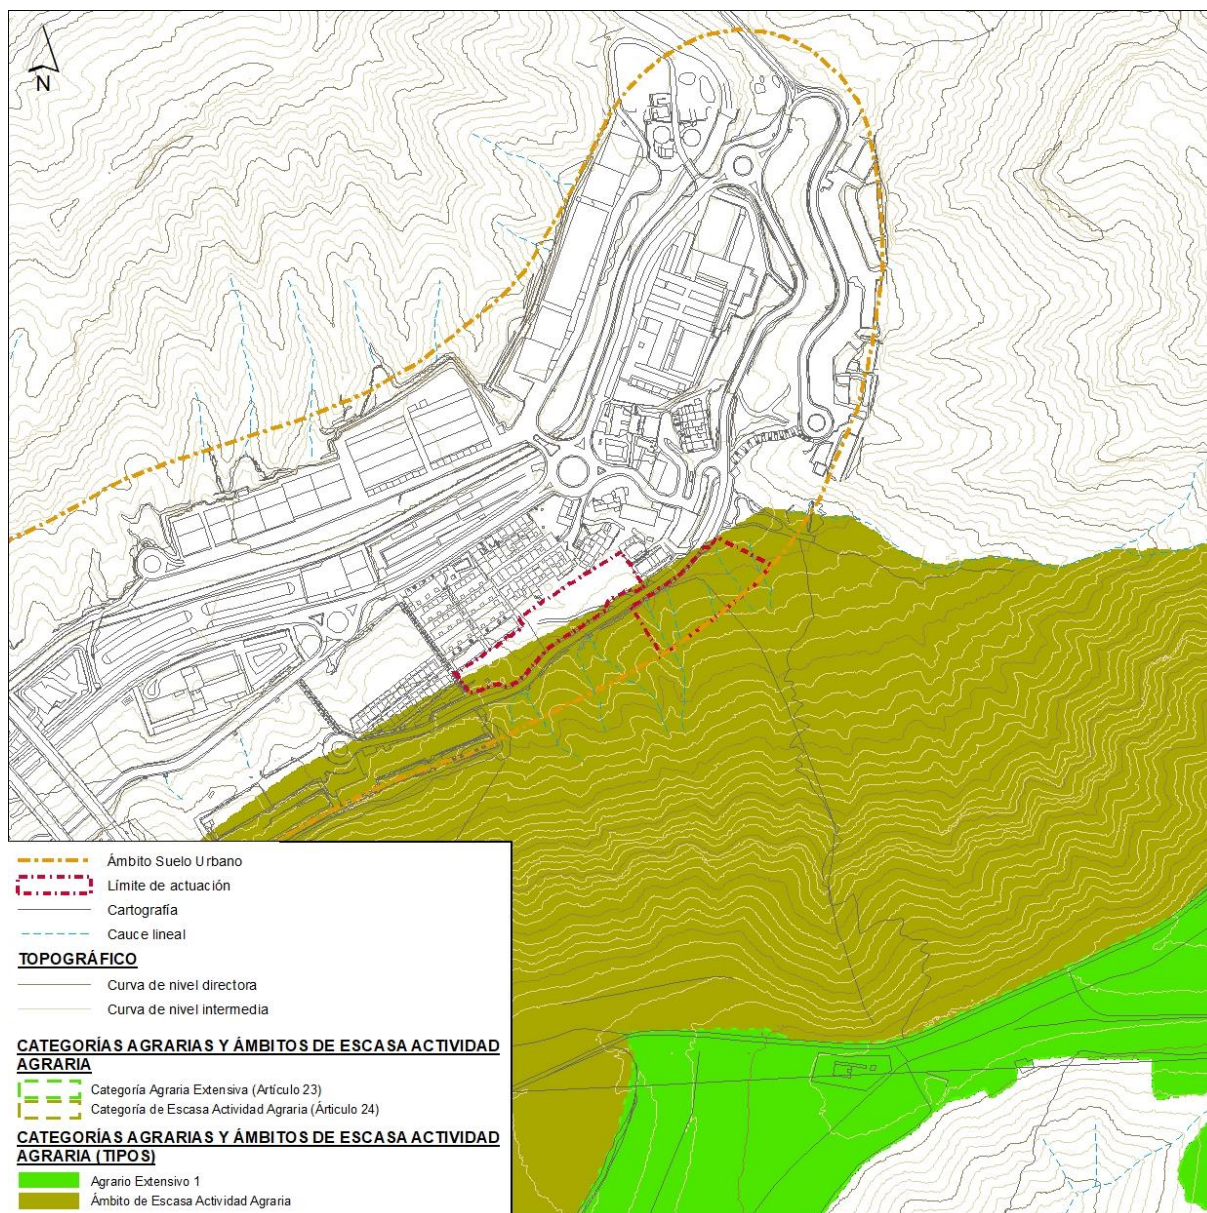 N
Ámbito Suelo Urbano
Límite de actuación
Cartografía
Cauce lineal
TOPOGRÁFICO
Curva de nivel directora
Curva de nivel intermedia
CATEGORÍAS AGRARIAS Y ÁMBITOS DE ESCASA ACTIVIDAD
AGRARIA
Categoría Agraria Extensiva (Artículo 23)
Categoría de Escasa Actividad Agraria (Árticulo 24)
CATEGORÍAS AGRARIAS Y ÁMBITOS DE ESCASA ACTIVIDAD
AGRARIA (TIPOS)
Agrario Extensivo 1
Ámbito de Escasa Actividad Agraria